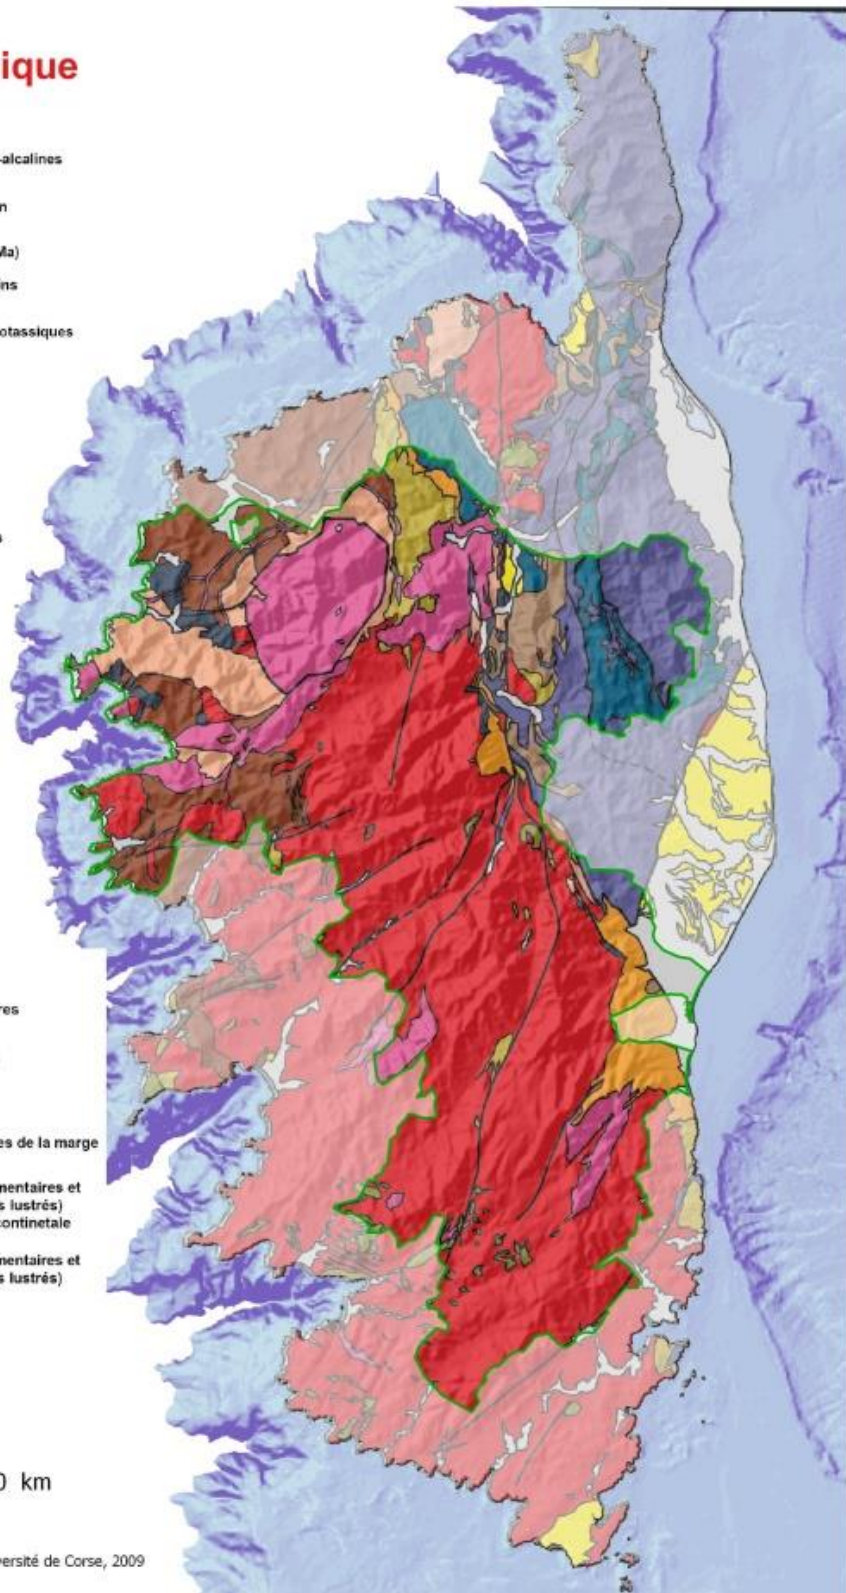 ique
-alcalines
n
Ma)
ins
otassiques
s
res
es de la marge
mentaires et
s lustrés)
continetale
mentaires et
s lustrés)
0 km
versité de Corse, 2009